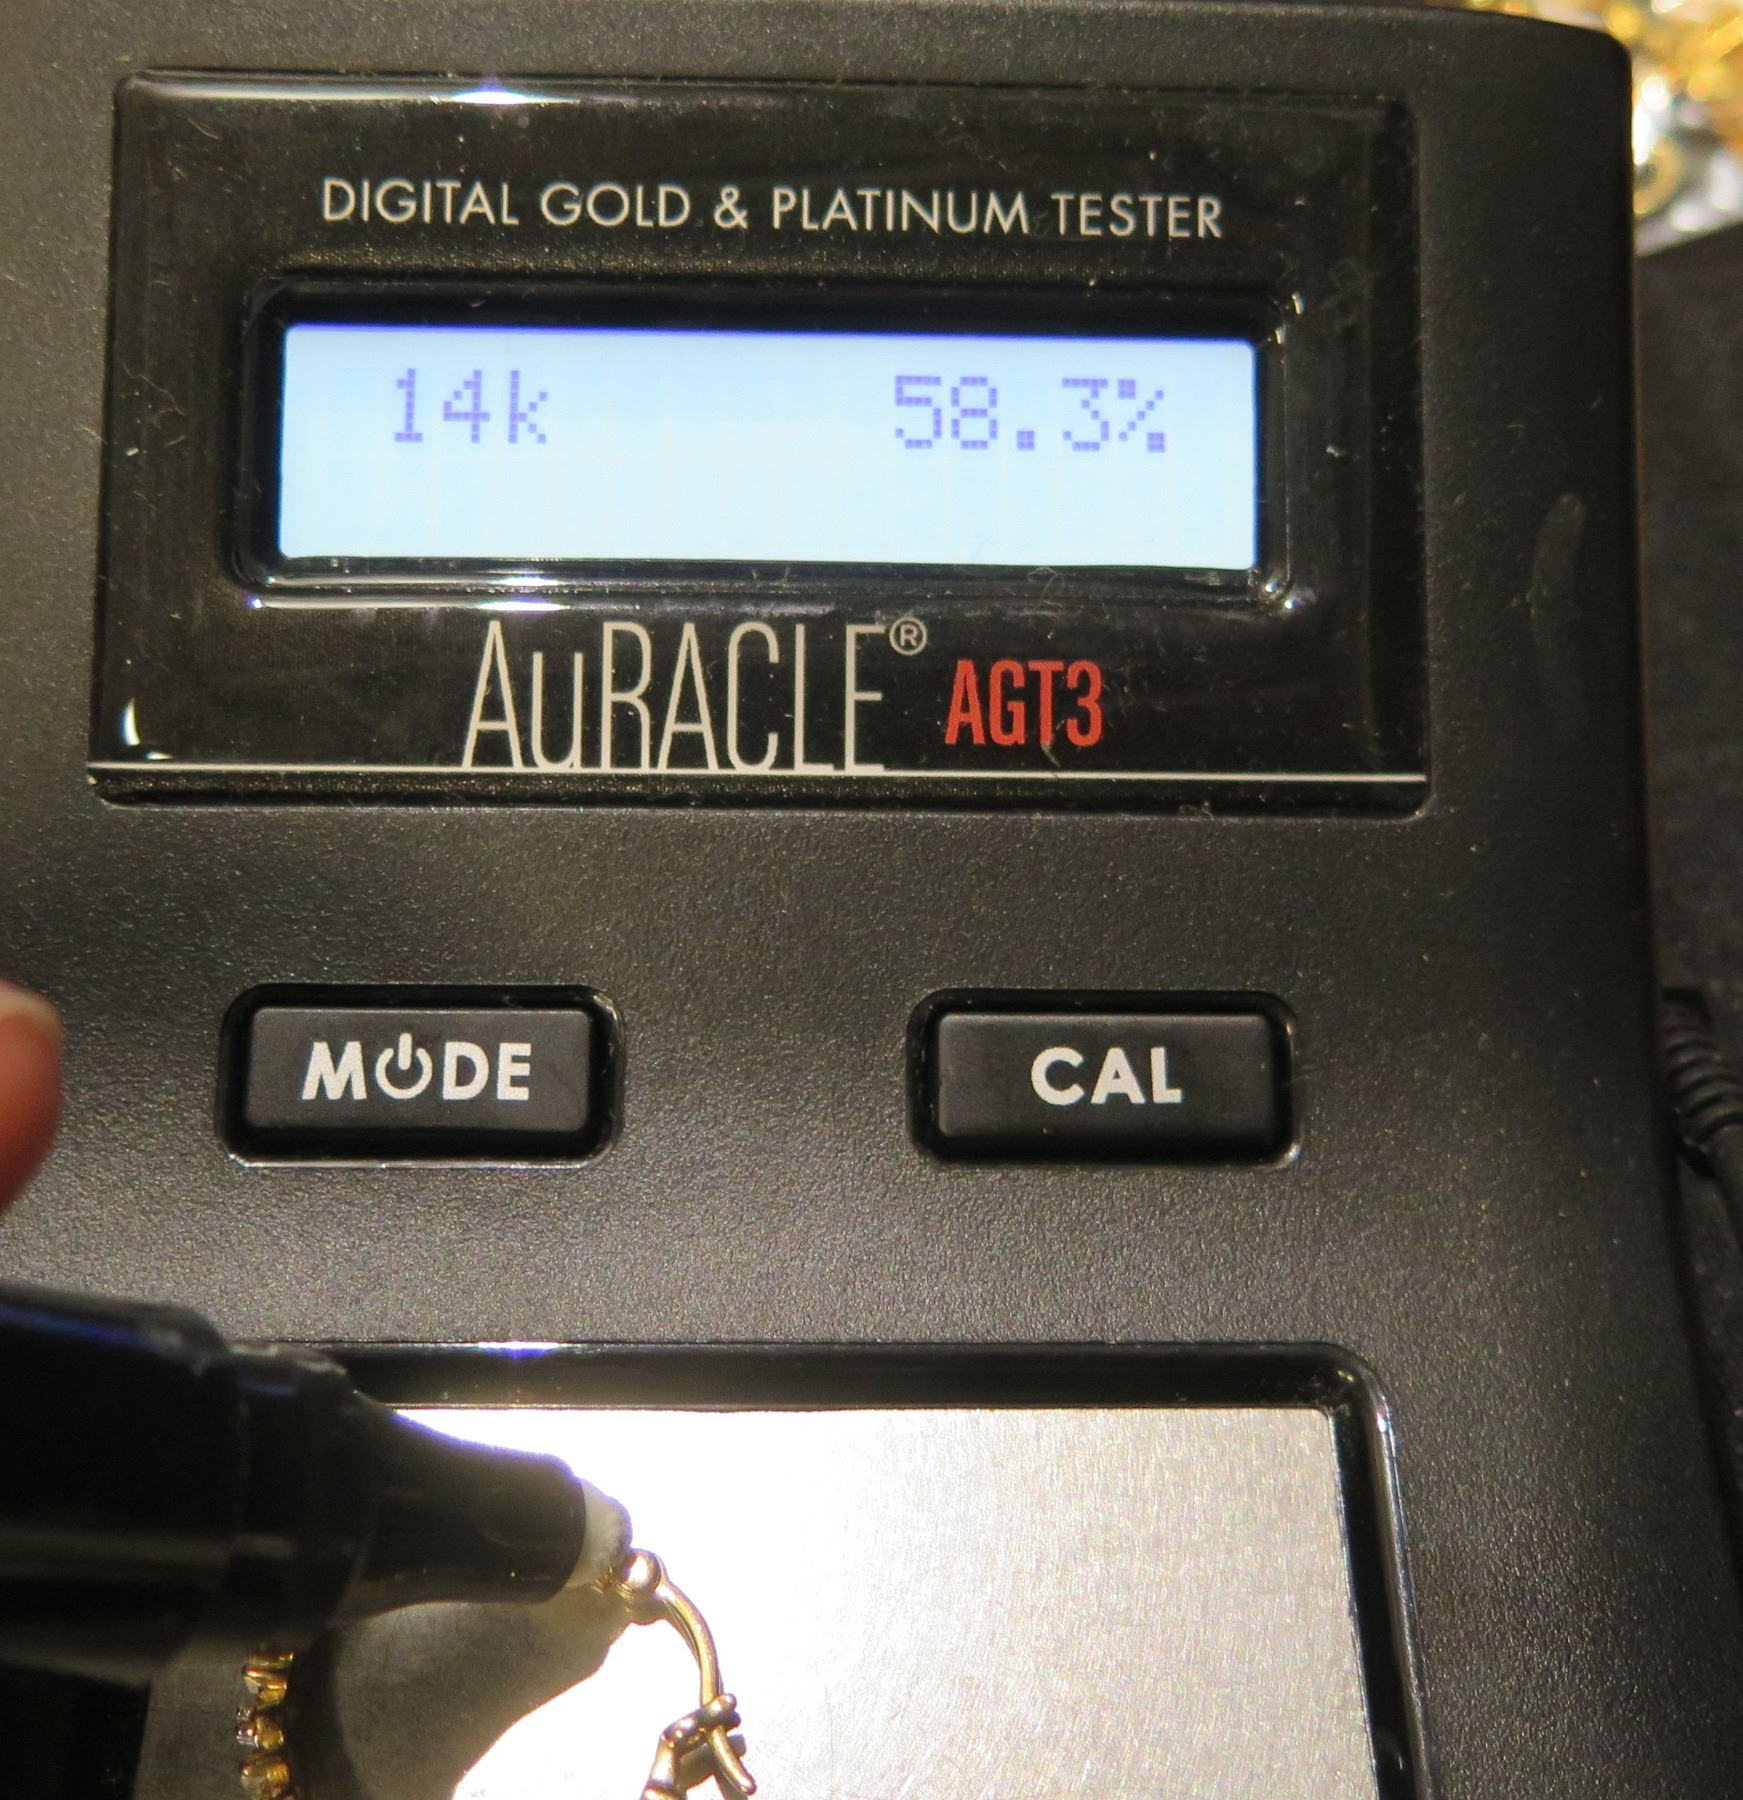 DIGITAL GOLD & PLATINUM TESTER
14k 58.3%
AuRACLE® AGT3
MODE CAL